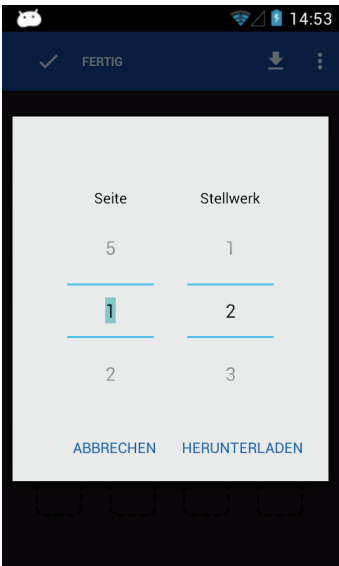 14:53
FERTIG
Seite Stellwerk
5 1
1 2
2 3
ABBRECHEN HERUNTERLADEN